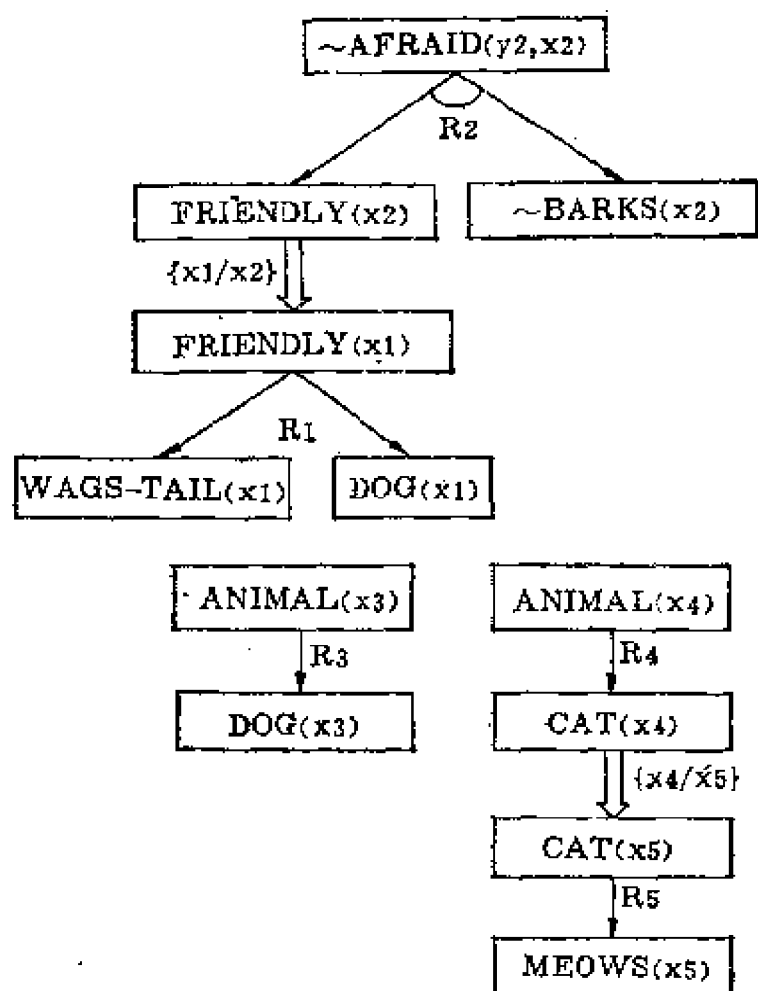 ~AFRAID(y2,x2)
R2
FRIENDLY(x2)
~BARKS(x2)
{x1/x2}
FRIENDLY(x1)
R1
WAGS-TAIL(x1)
DOG(x1)
ANIMAL(x3)
ANIMAL(x4)
R3
R4
DOG(x3)
CAT(x4)
{x4/x5}
CAT(x5)
R5
MEOWS(x5)